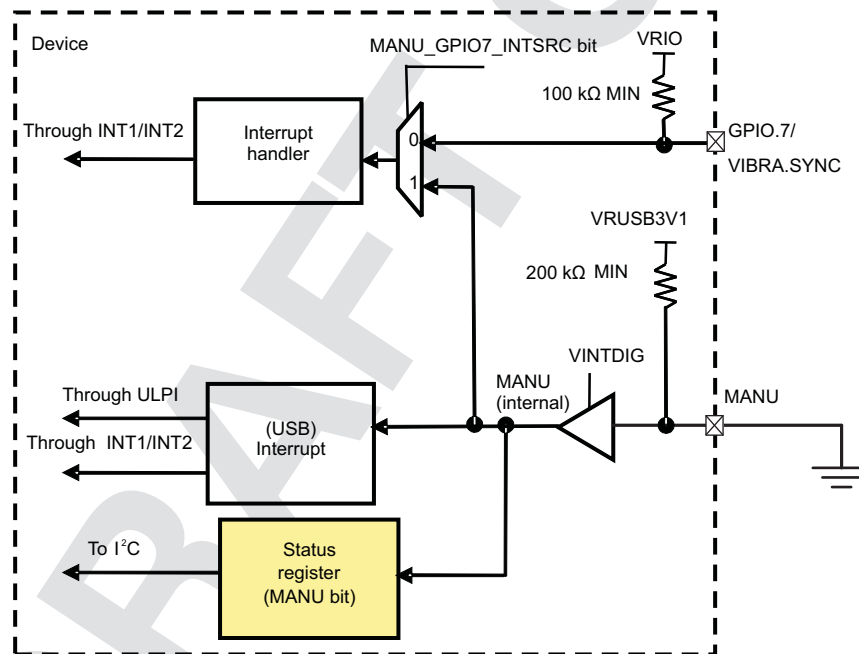 Device
MANU_GPIO7_INTSRC bit
VRIO
100 kΩ MIN
Through INT1/INT2
Interrupt
handler
0
1
GPIO.7/
VIBRA.SYNC
VRUSB3V1
200 kΩ MIN
VINTDIG
MANU
(internal)
MANU
Through ULPI
Through INT1/INT2
(USB)
Interrupt
To I²C
Status
register
(MANU bit)